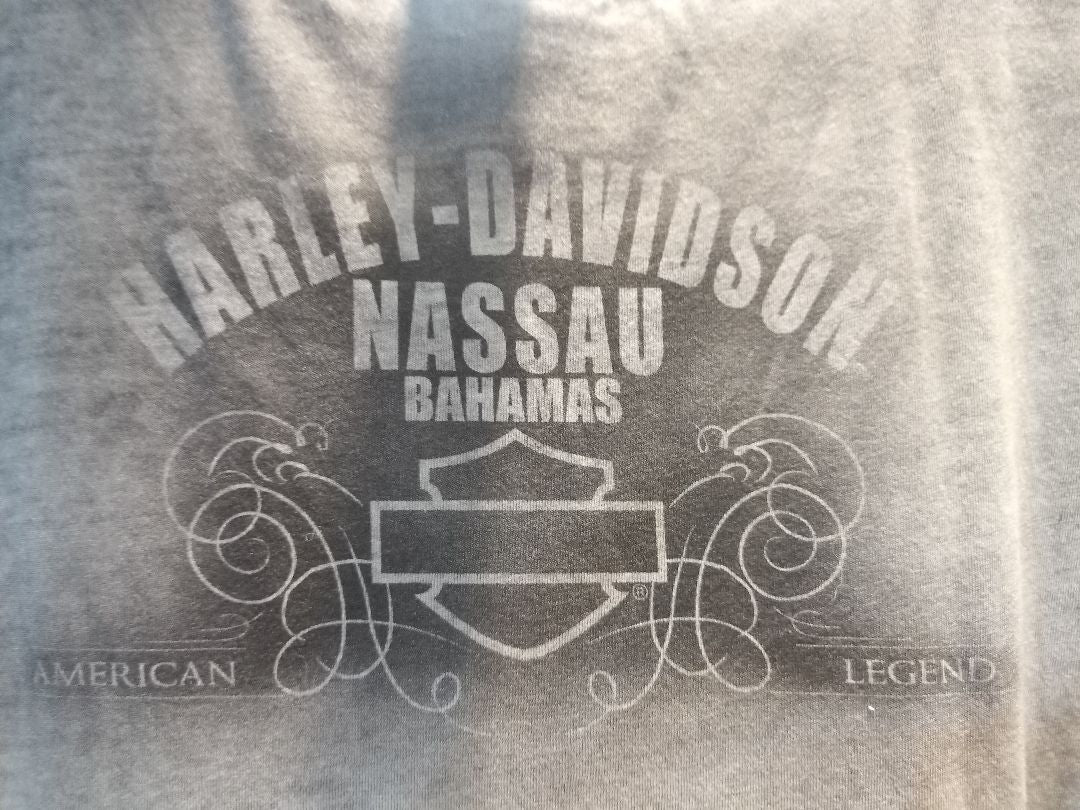 HARLEY-DAVIDSON
NASSAU
BAHAMAS
®
AMERICAN LEGEND